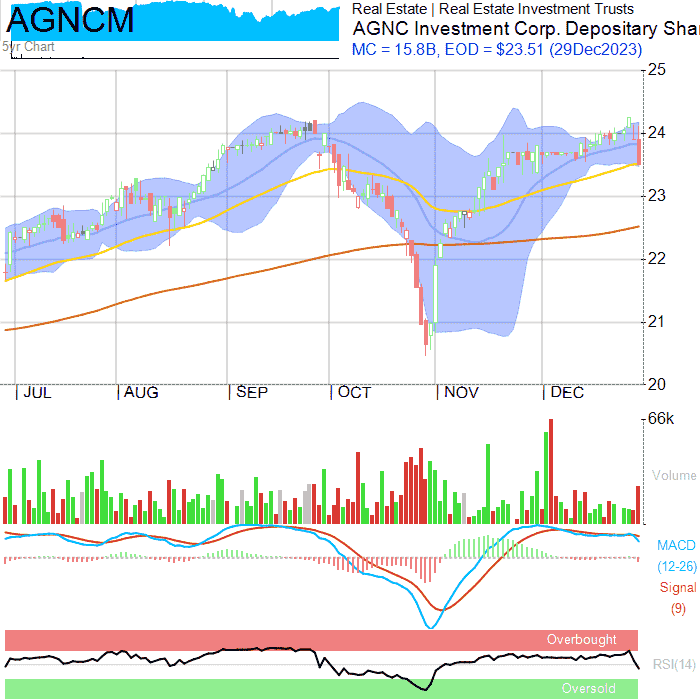 AGNCM
5yr Chart
Real Estate | Real Estate Investment Trusts
AGNC Investment Corp. Depositary Shar
MC = 15.8B, EOD = $23.51 (29Dec2023)
25
24
23
22
21
20
JUL AUG SEP OCT NOV DEC
66k
Volume
MACD
(12-26)
Signal
(9)
Overbought
RSI(14)
Oversold